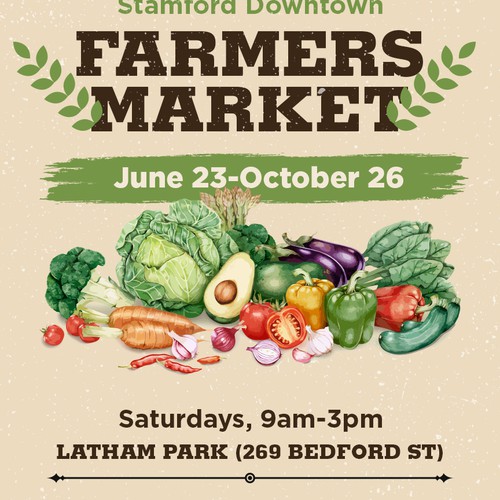 Stamford Downtown
FARMERS
MARKET
June 23-October 26
Saturdays, 9am-3pm
LATHAM PARK (269 BEDFORD ST)